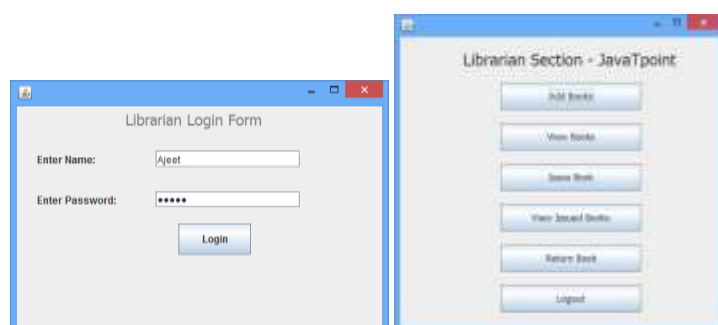 Librarian Login Form
Enter Name:
Ajeet
Enter Password:
•••••
Login
Librarian Section - JavaTpoint
Add Books
View Books
Issue Book
View Issued Books
Return Book
Logout